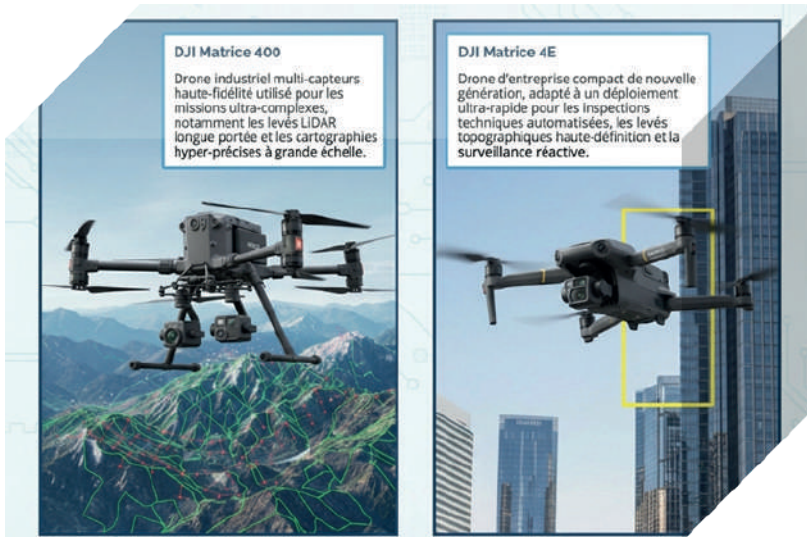 DJI Matrice 400
Drone industriel multi-capteurs
haute-fidélité utilisé pour les
missions ultra-complexes,
notamment les levés LiDAR
longue portée et les cartographies
hyper-précises à grande échelle.
DJI Matrice 4E
Drone d'entreprise compact de nouvelle
génération, adapté à un déploiement
ultra-rapide pour les inspections
techniques automatisées, les levés
topographiques haute-définition et la
surveillance réactive.